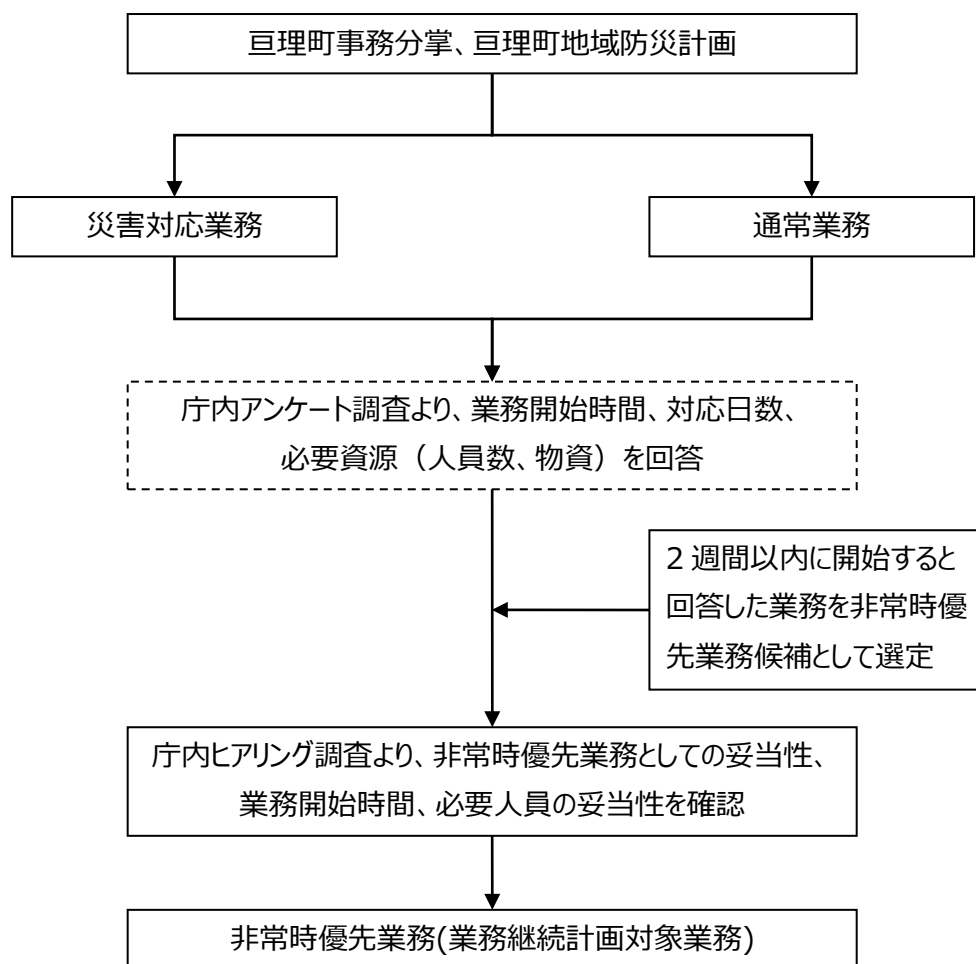 亘理町事務分掌、亘理町地域防災計画
災害対応業務
通常業務
庁内アンケート調査より、業務開始時間、対応日数、
必要資源（人員数、物資）を回答
2 週間以内に開始すると
回答した業務を非常時優
先業務候補として選定
庁内ヒアリング調査より、非常時優先業務としての妥当性、
業務開始時間、必要人員の妥当性を確認
非常時優先業務(業務継続計画対象業務)